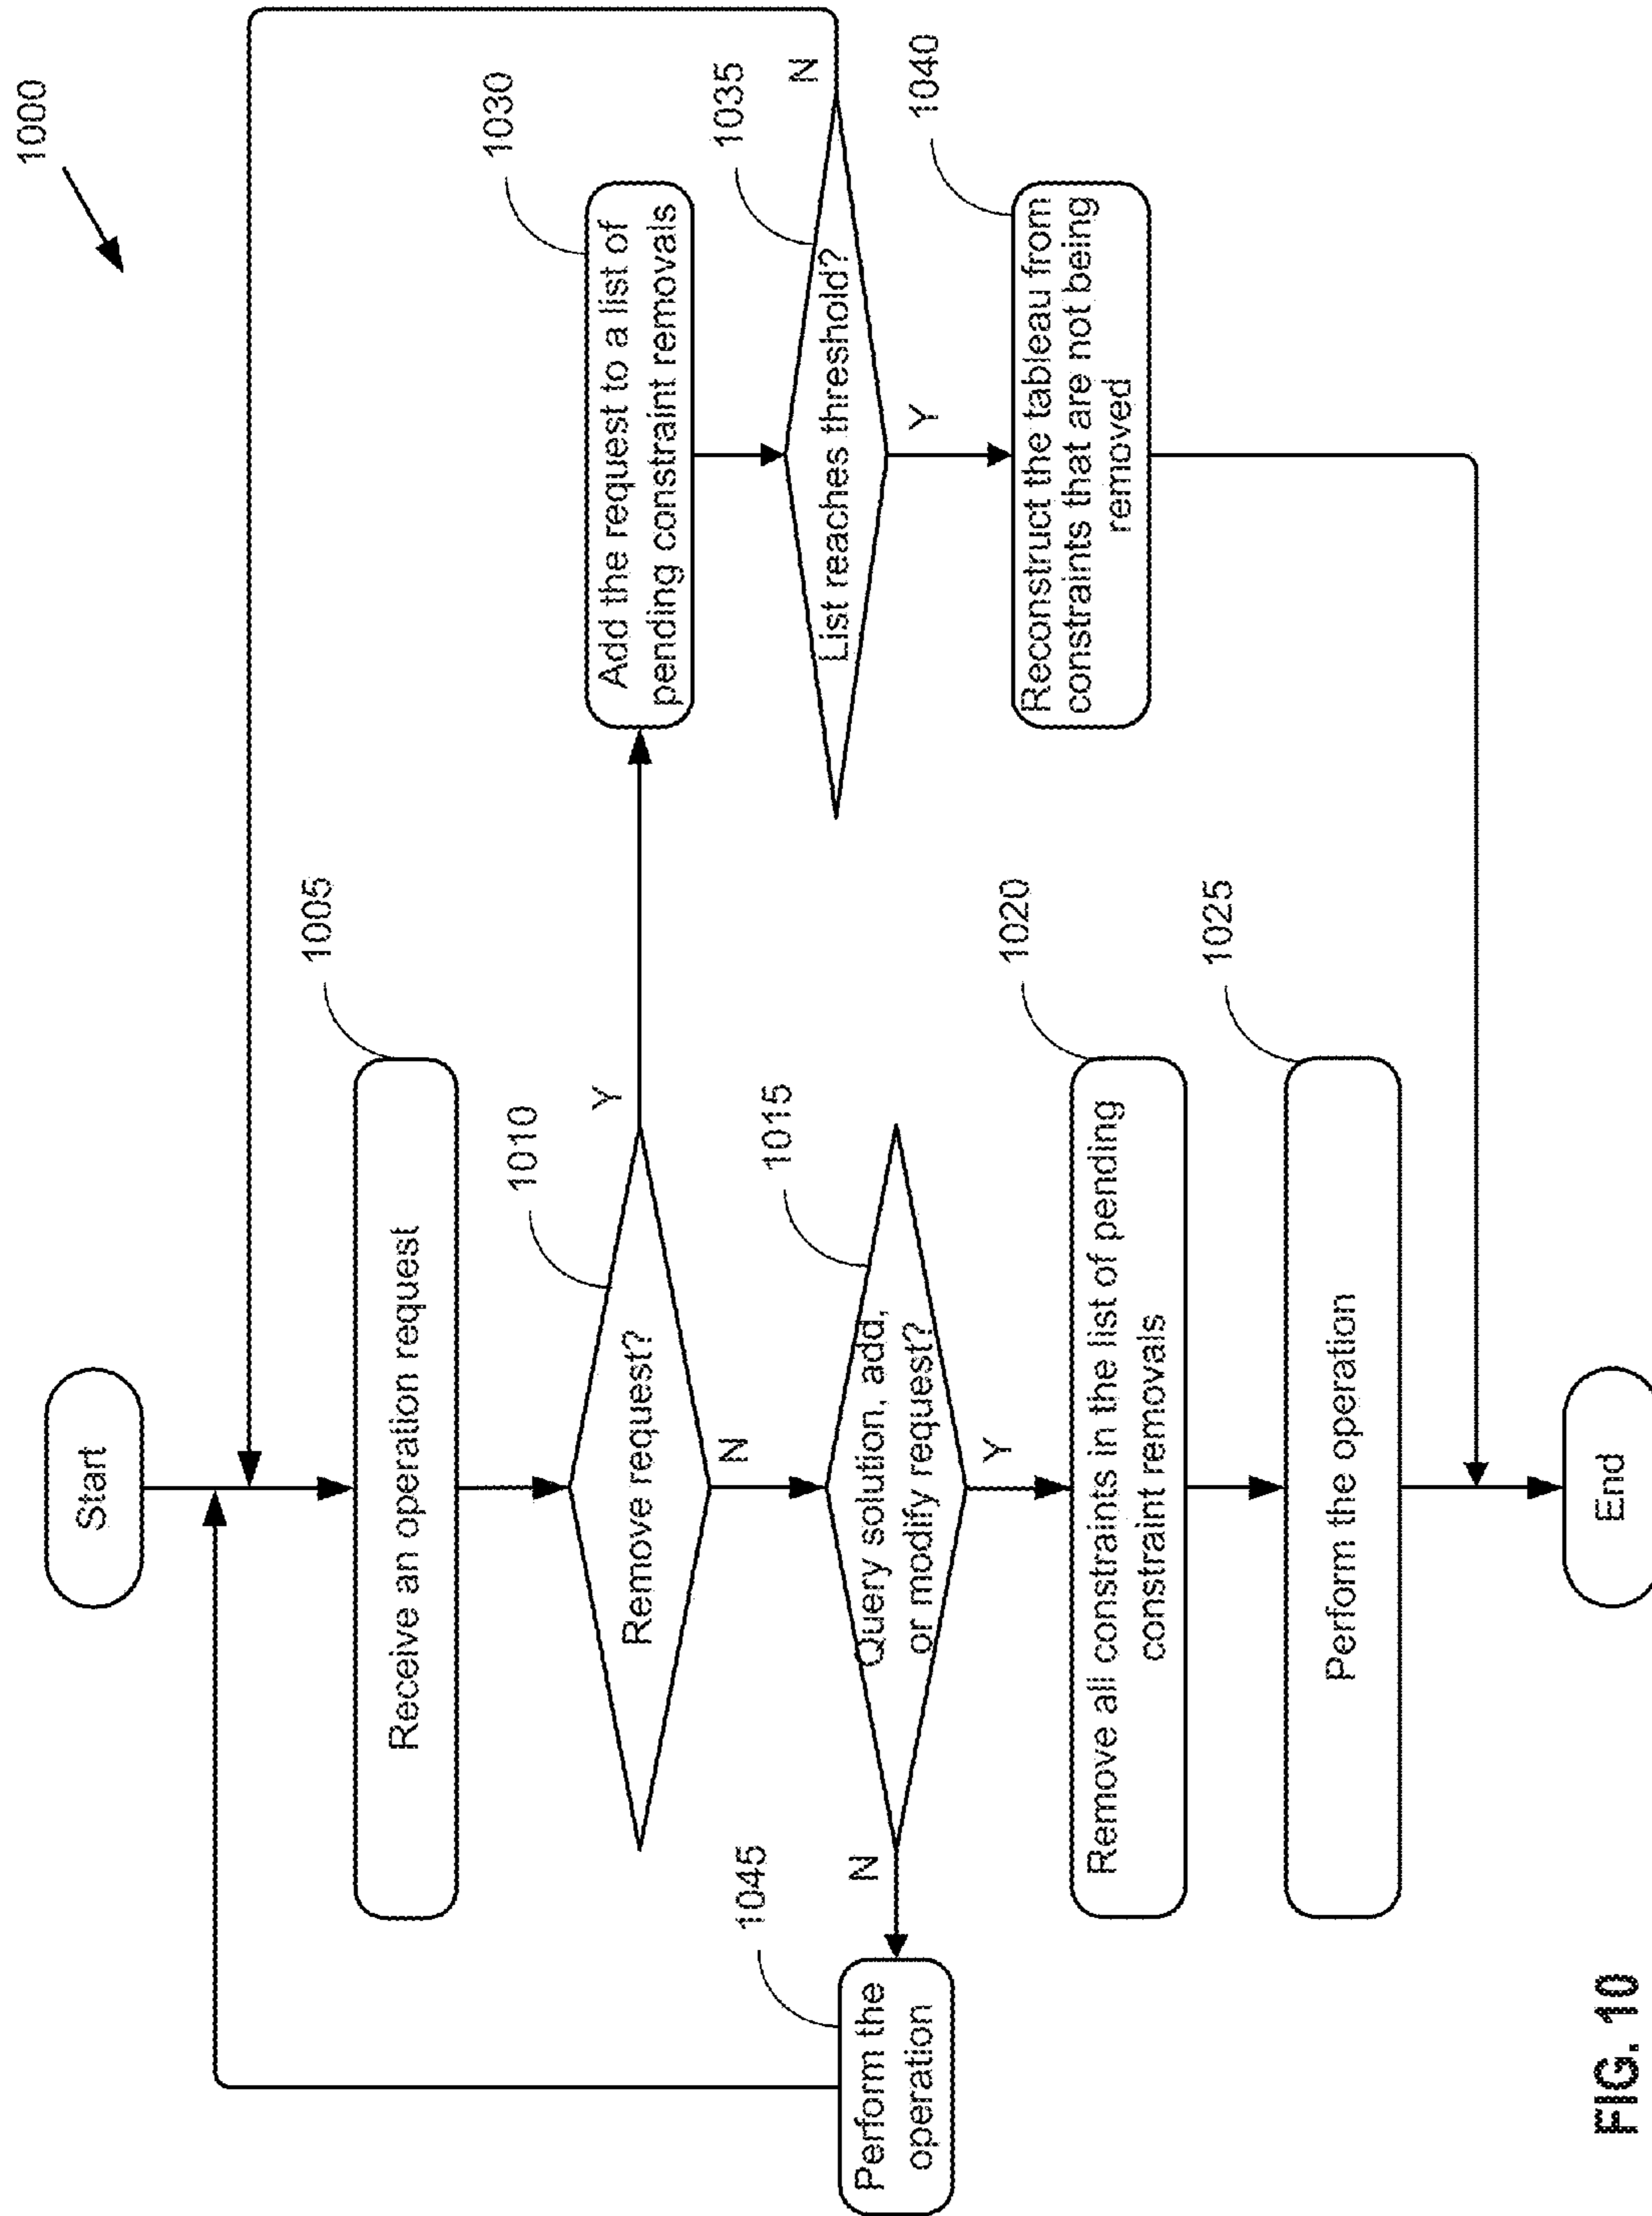 1000
Start
Receive an operation request
1005
Remove request?
1010
Y
N
Add the request to a list of
pending constraint removals
1030
List reaches threshold?
1035
N
Y
Reconstruct the tableau from
constraints that are not being
removed
1040
Query solution, add,
or modify request?
1015
N
Y
Perform the
operation
1045
Remove all constraints in the list of pending
constraint removals
1020
Perform the operation
1025
End
FIG. 10